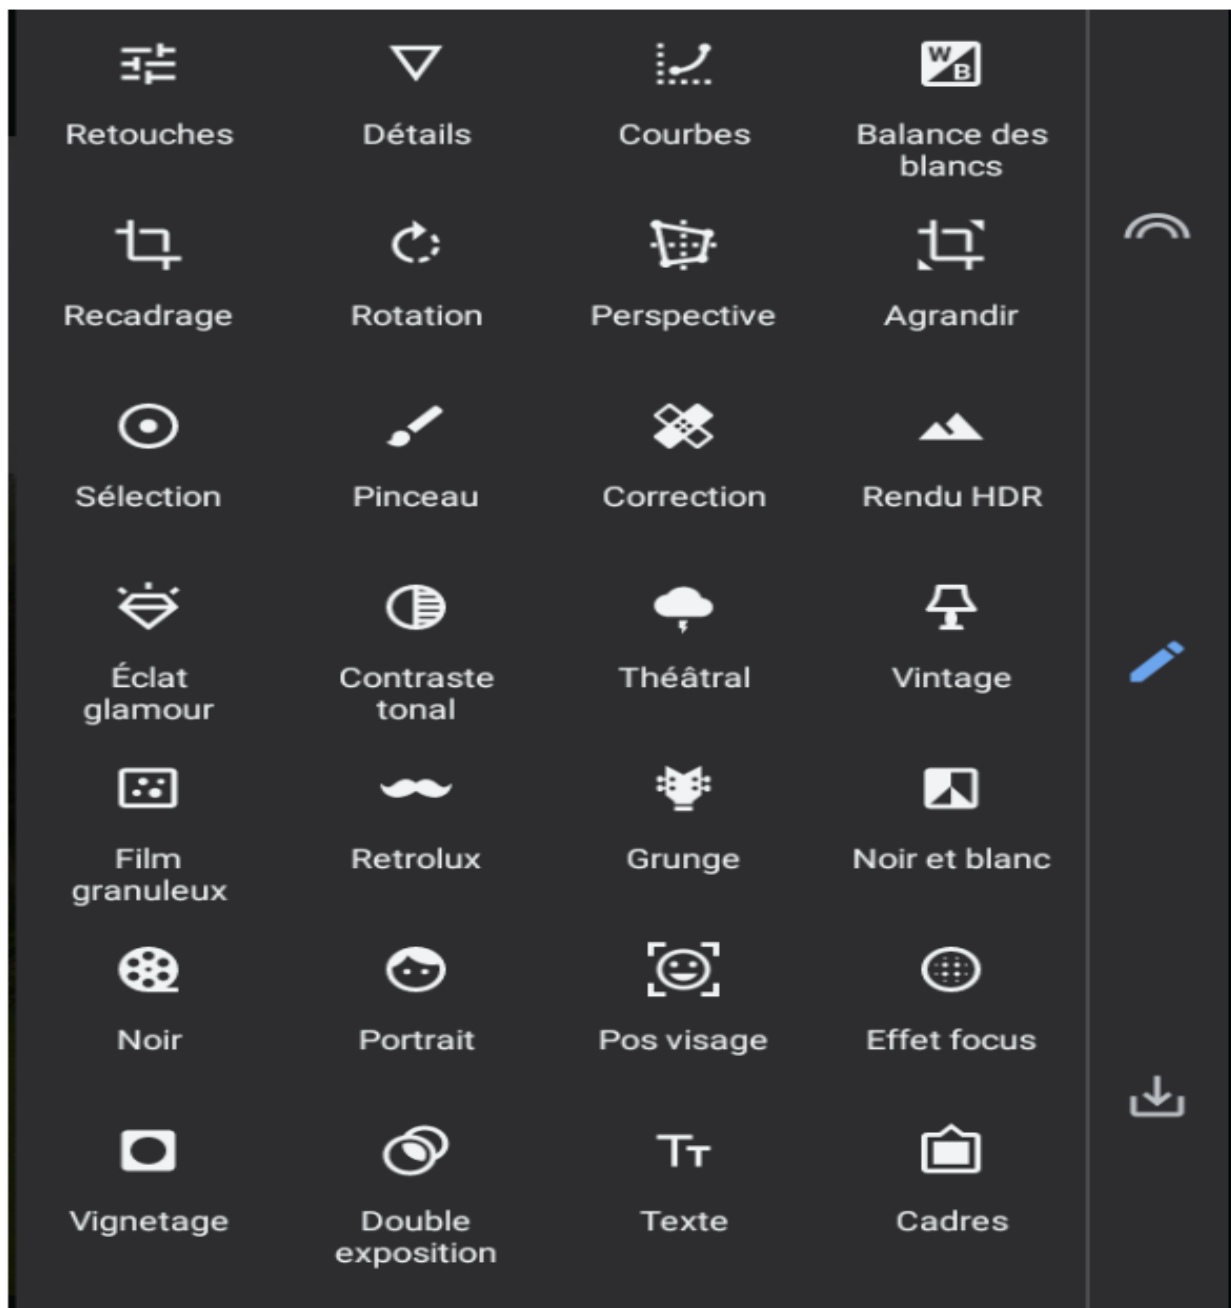 W
B
Retouches
Détails
Courbes
Balance des
blancs
Recadrage
Rotation
Perspective
Agrandir
Sélection
Pinceau
Correction
Rendu HDR
Éclat
glamour
Contraste
tonal
Théâtral
Vintage
Film
granuleux
Retrolux
Grunge
Noir et blanc
Noir
Portrait
Pos visage
Effet focus
TT
Vignetage
Double
exposition
Texte
Cadres